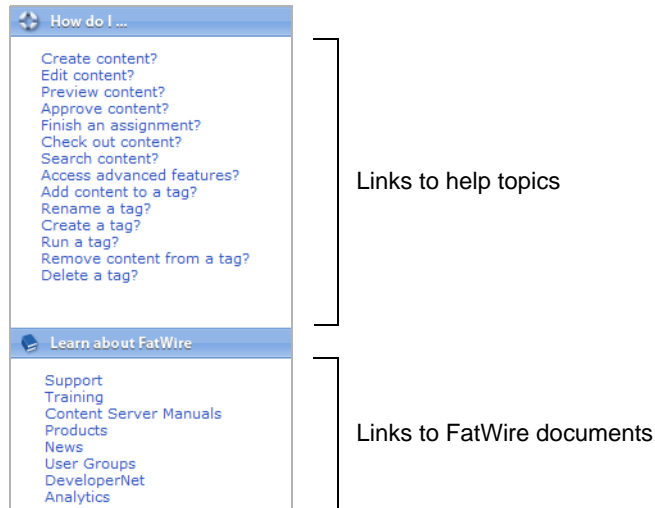 How do I ...
Create content?
Edit content?
Preview content?
Approve content?
Finish an assignment?
Check out content?
Search content?
Access advanced features?
Add content to a tag?
Rename a tag?
Create a tag?
Run a tag?
Remove content from a tag?
Delete a tag?
Links to help topics
Learn about FatWire
Support
Training
Content Server Manuals
Products
News
User Groups
DeveloperNet
Analytics
Links to FatWire documents